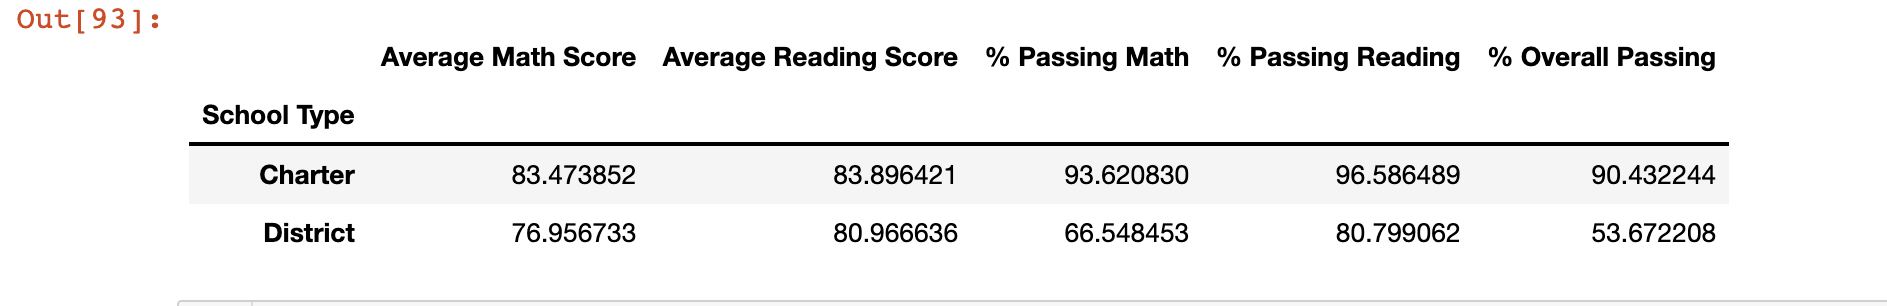 Out[93]:
Average Math Score Average Reading Score % Passing Math % Passing Reading % Overall Passing
School Type
Charter 83.473852 83.896421 93.620830 96.586489 90.432244
District 76.956733 80.966636 66.548453 80.799062 53.672208